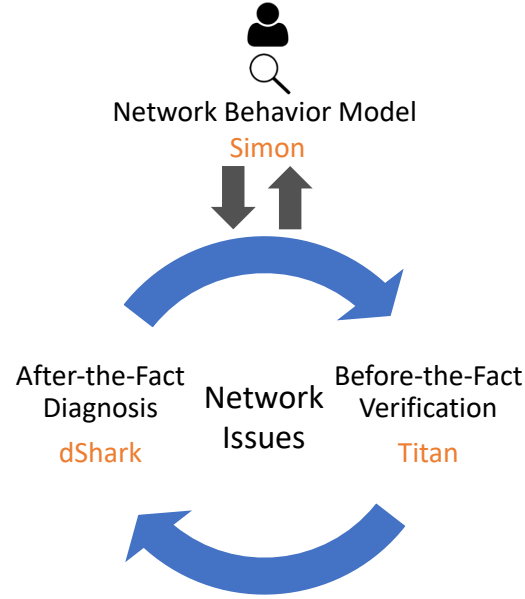 Network Behavior Model
Simon
After-the-Fact
Diagnosis
dShark
Network
Issues
Before-the-Fact
Verification
Titan